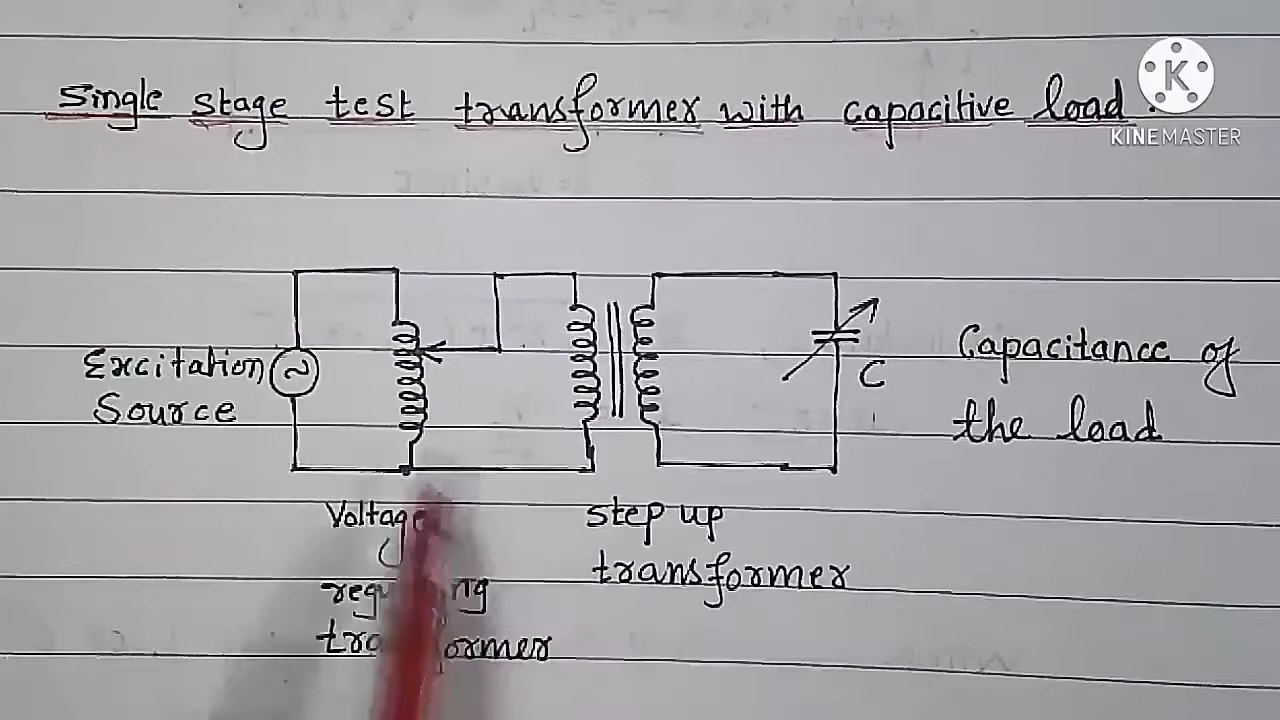 Single stage test transformer with capacitive load.
K
KINEMASTER
Excitation
Source
C
Capacitance of
the load
Voltage
step up
transformer